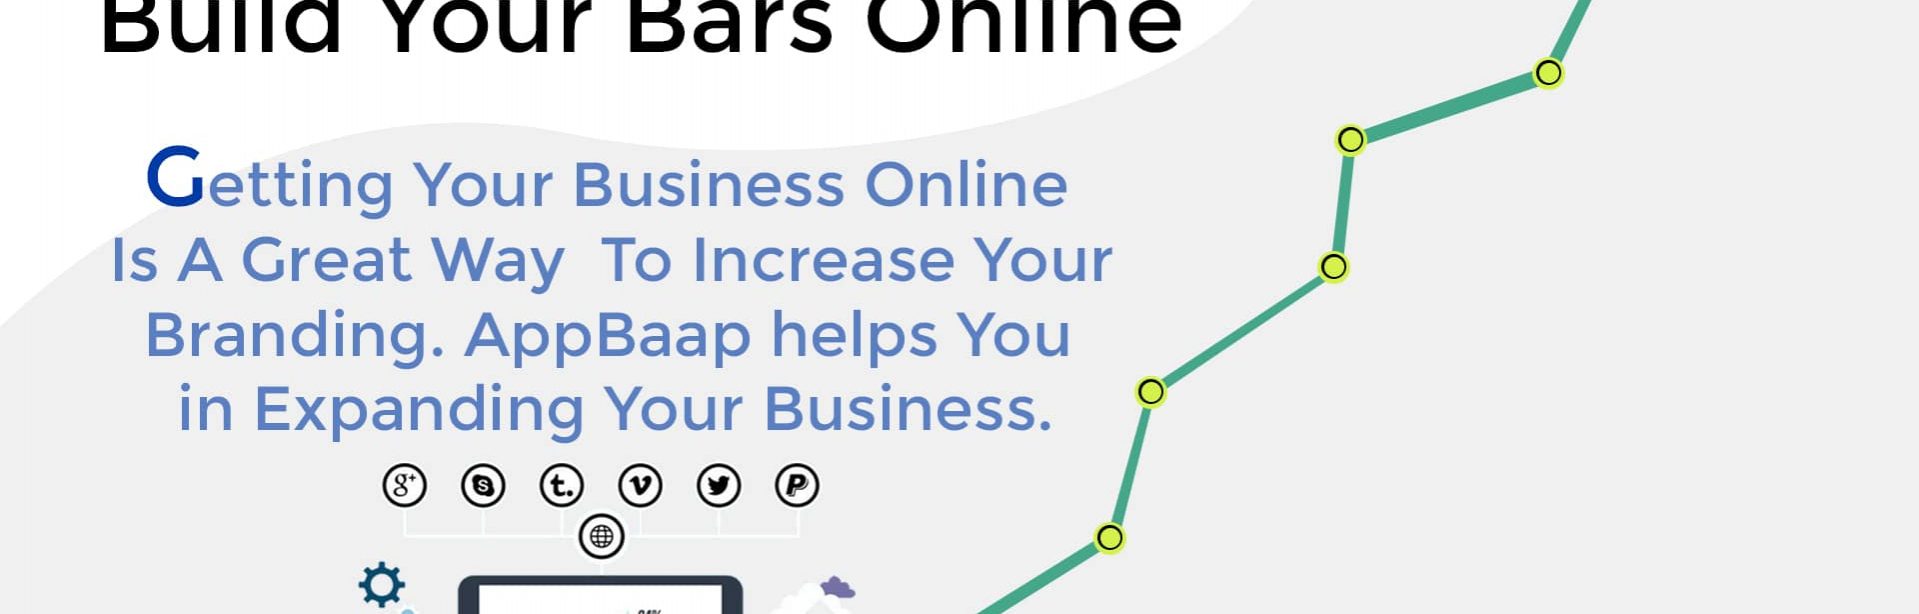 Build Your Bars Online
Getting Your Business Online
Is A Great Way To Increase Your
Branding. AppBaap helps You
in Expanding Your Business.